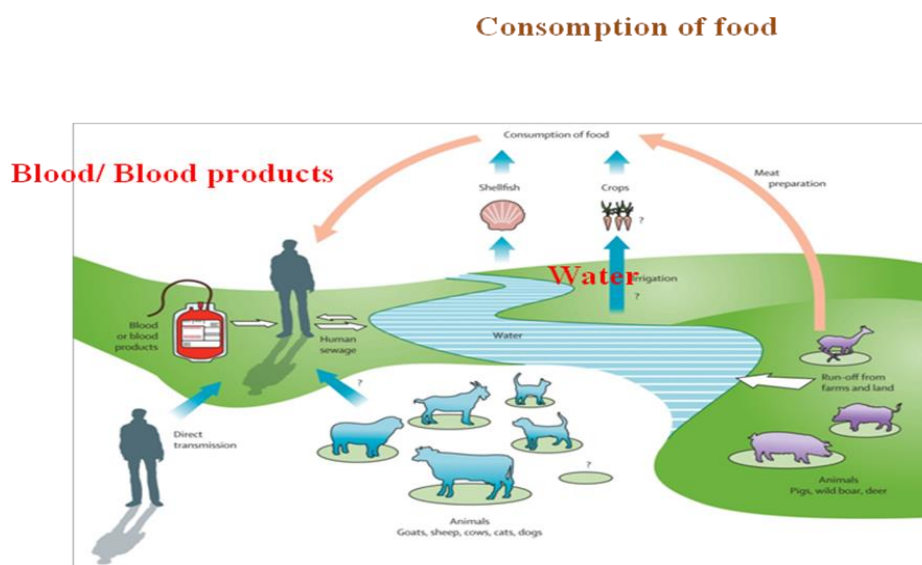 Consomption of food
Consumption of food
Blood/ Blood products
Meat
preparation
Shellfish
Crops
?
Water
Irrigation
?
Blood
or blood
products
Human
sewage
Water
Run-off from
farms and land
?
Direct
transmission
?
Animals
Pigs, wild boar, deer
Animals
Goats, sheep, cows, cats, dogs